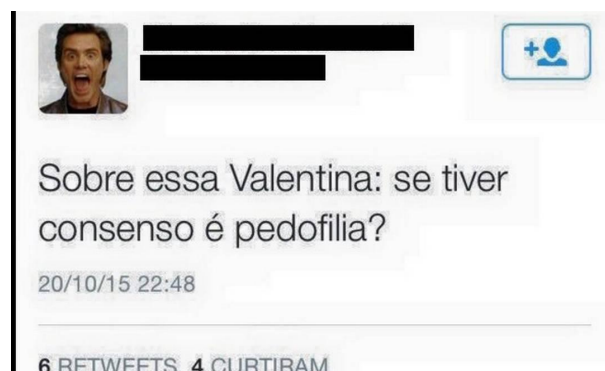 Sobre essa Valentina: se tiver
consenso é pedofilia?
20/10/15 22:48
6 RETWEETS 4 CURTIRAM